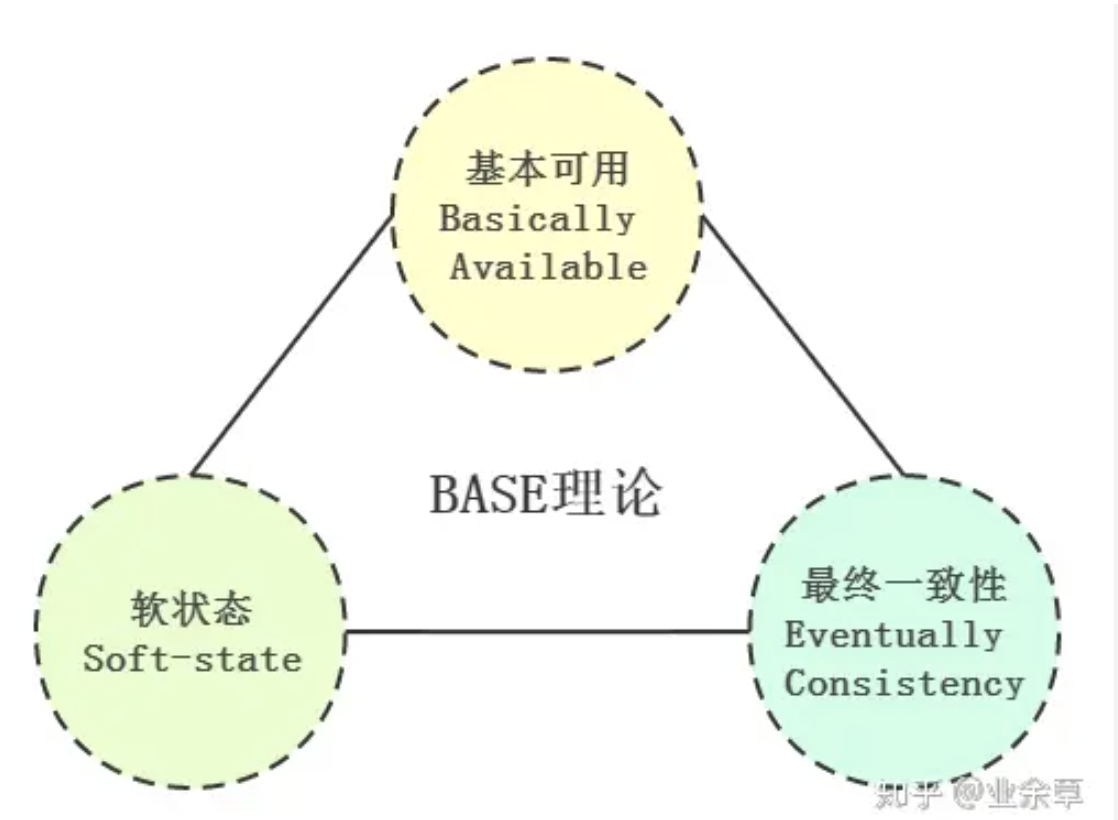 基本可用
Basically
Available
BASE理论
软状态
Soft-state
最终一致性
Eventually
Consistency
知乎 @业余草